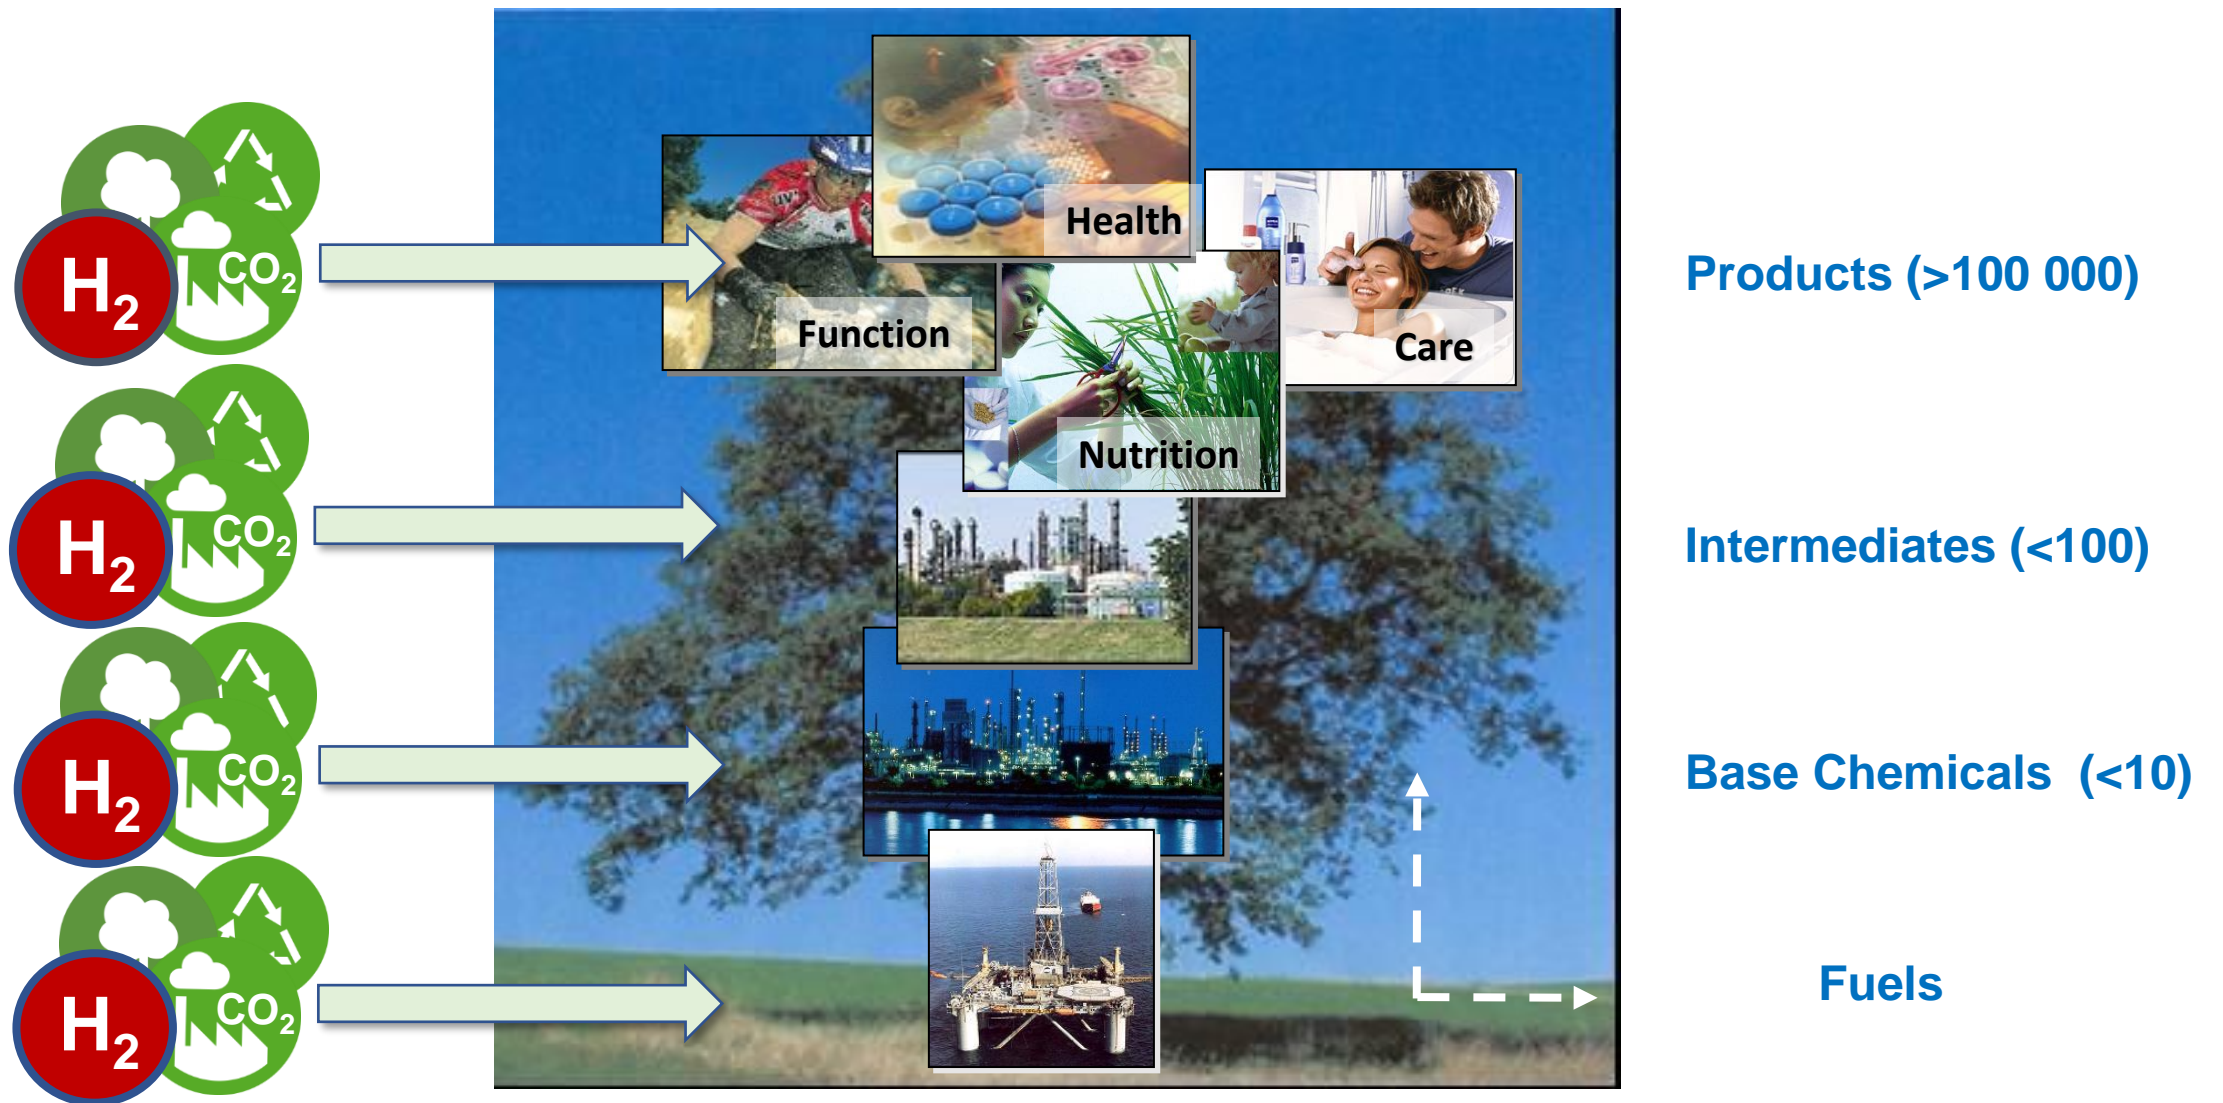 Health
H2
CO2
Function
Care
Products (>100 000)
Nutrition
H2
CO2
Intermediates (<100)
H2
CO2
Base Chemicals  (<10)
H2
CO2
Fuels